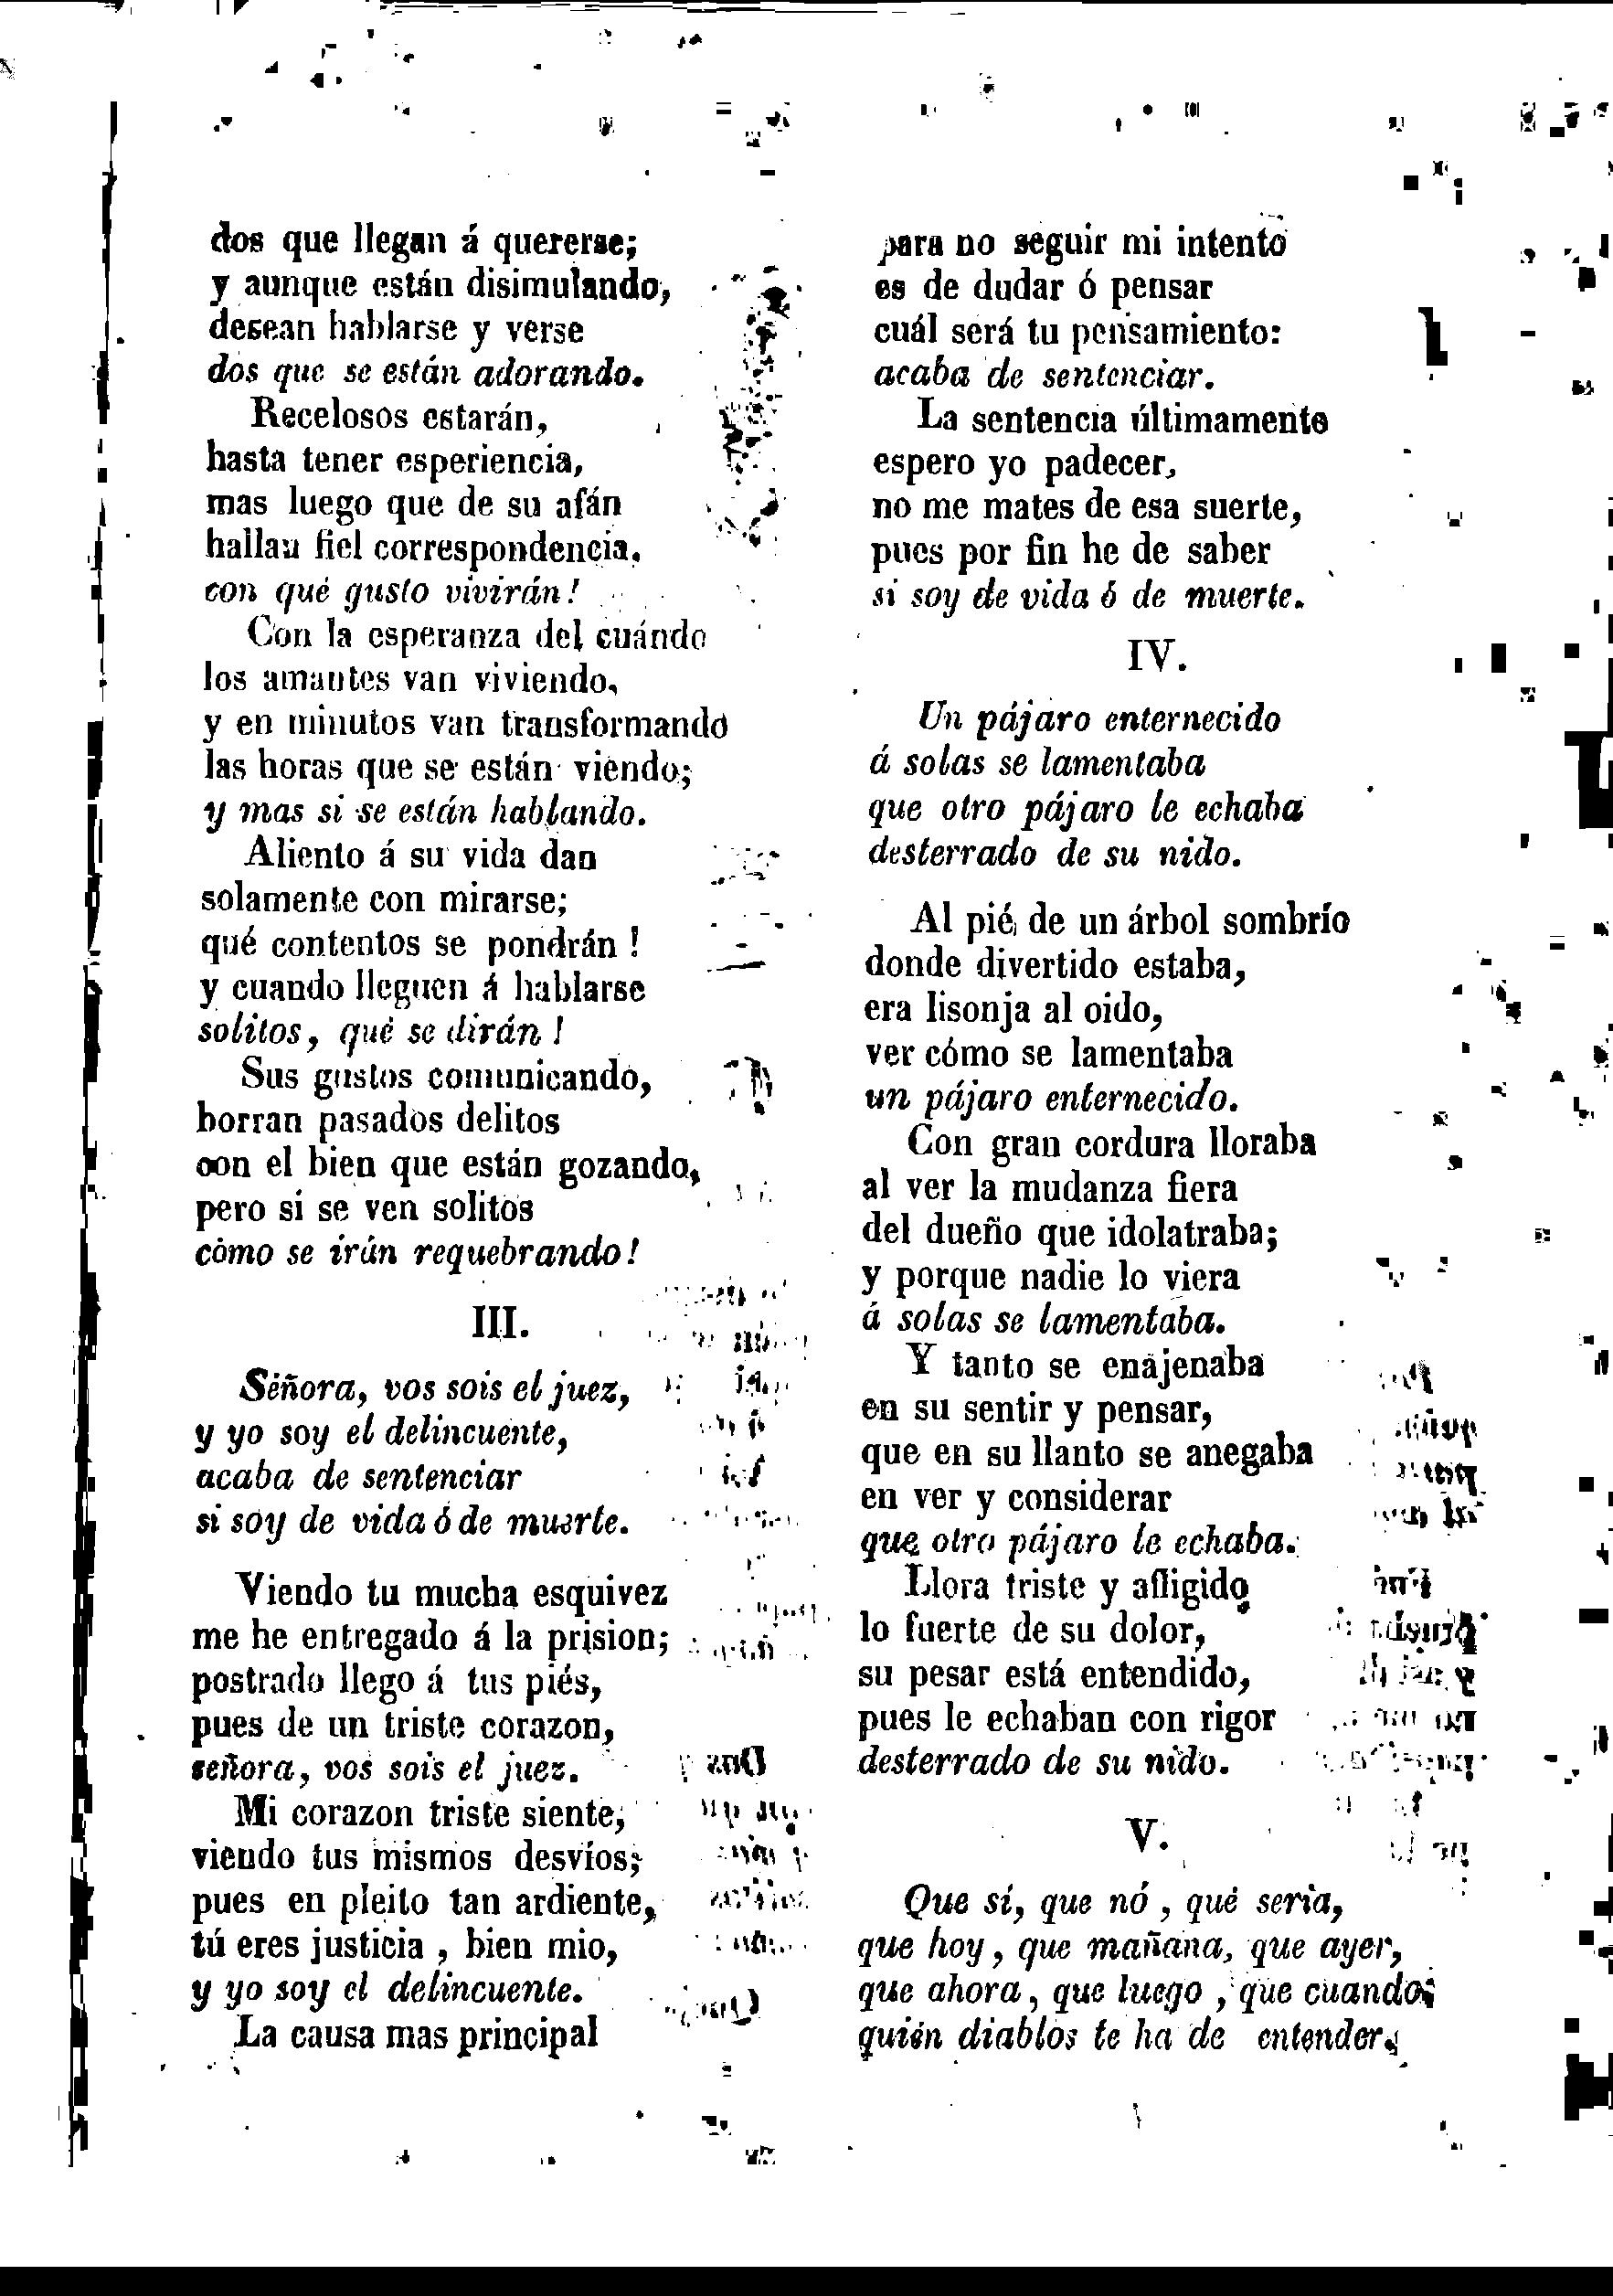 dos que llegan á quererse;
y aunque están disimulando,
desean hablarse y verse
dos que se están adorando.
Recelosos estarán,
hasta tener esperiencia,
mas luego que de su afán
hallan fiel correspondencia.
con qué gusto vivirán!
Con la esperanza del cuándo
los amantes van viviendo,
y en minutos van transformando
las horas que se están viendo;
y mas si se están hablando.
Aliento á su vida dan
solamente con mirarse;
qué contentos se pondrán !
y cuando lleguen á hablarse
solitos, qué se dirán !
Sus gustos comunicando,
borran pasados delitos
con el bien que están gozando,
pero si se ven solitos
cómo se irán requebrando!
III.
Señora, vos sois el juez,
y yo soy el delincuente,
acaba de sentenciar
si soy de vida ó de muerte.
Viendo tu mucha esquivez
me he entregado á la prision;
postrado llego á tus piés,
pues de un triste corazon,
señora, vos sois el juez.
Mi corazon triste siente,
viendo tus mismos desvíos;
pues en pleito tan ardiente,
tú eres justicia , bien mio,
y yo soy el delincuente.
La causa mas principal
para no seguir mi intento
es de dudar ó pensar
cuál será tu pensamiento:
acaba de sentenciar.
La sentencia últimamente
espero yo padecer,
no me mates de esa suerte,
pues por fin he de saber
si soy de vida ó de muerte.
IV.
Un pájaro enternecido
á solas se lamentaba
que otro pájaro le echaba
desterrado de su nido.
Al pié de un árbol sombrío
donde divertido estaba,
era lisonja al oido,
ver cómo se lamentaba
un pájaro enternecido.
Con gran cordura lloraba
al ver la mudanza fiera
del dueño que idolatraba;
y porque nadie lo viera
á solas se lamentaba.
Y tanto se enajenaba
en su sentir y pensar,
que en su llanto se anegaba
en ver y considerar
que otro pájaro le echaba.
Llora triste y afligido
lo fuerte de su dolor,
su pesar está entendido,
pues le echaban con rigor
desterrado de su nido.
V.
Que sí, que nó , qué seria,
que hoy, que mañana, que ayer,
que ahora, que luego , que cuando;
quién diablos te ha de entender.